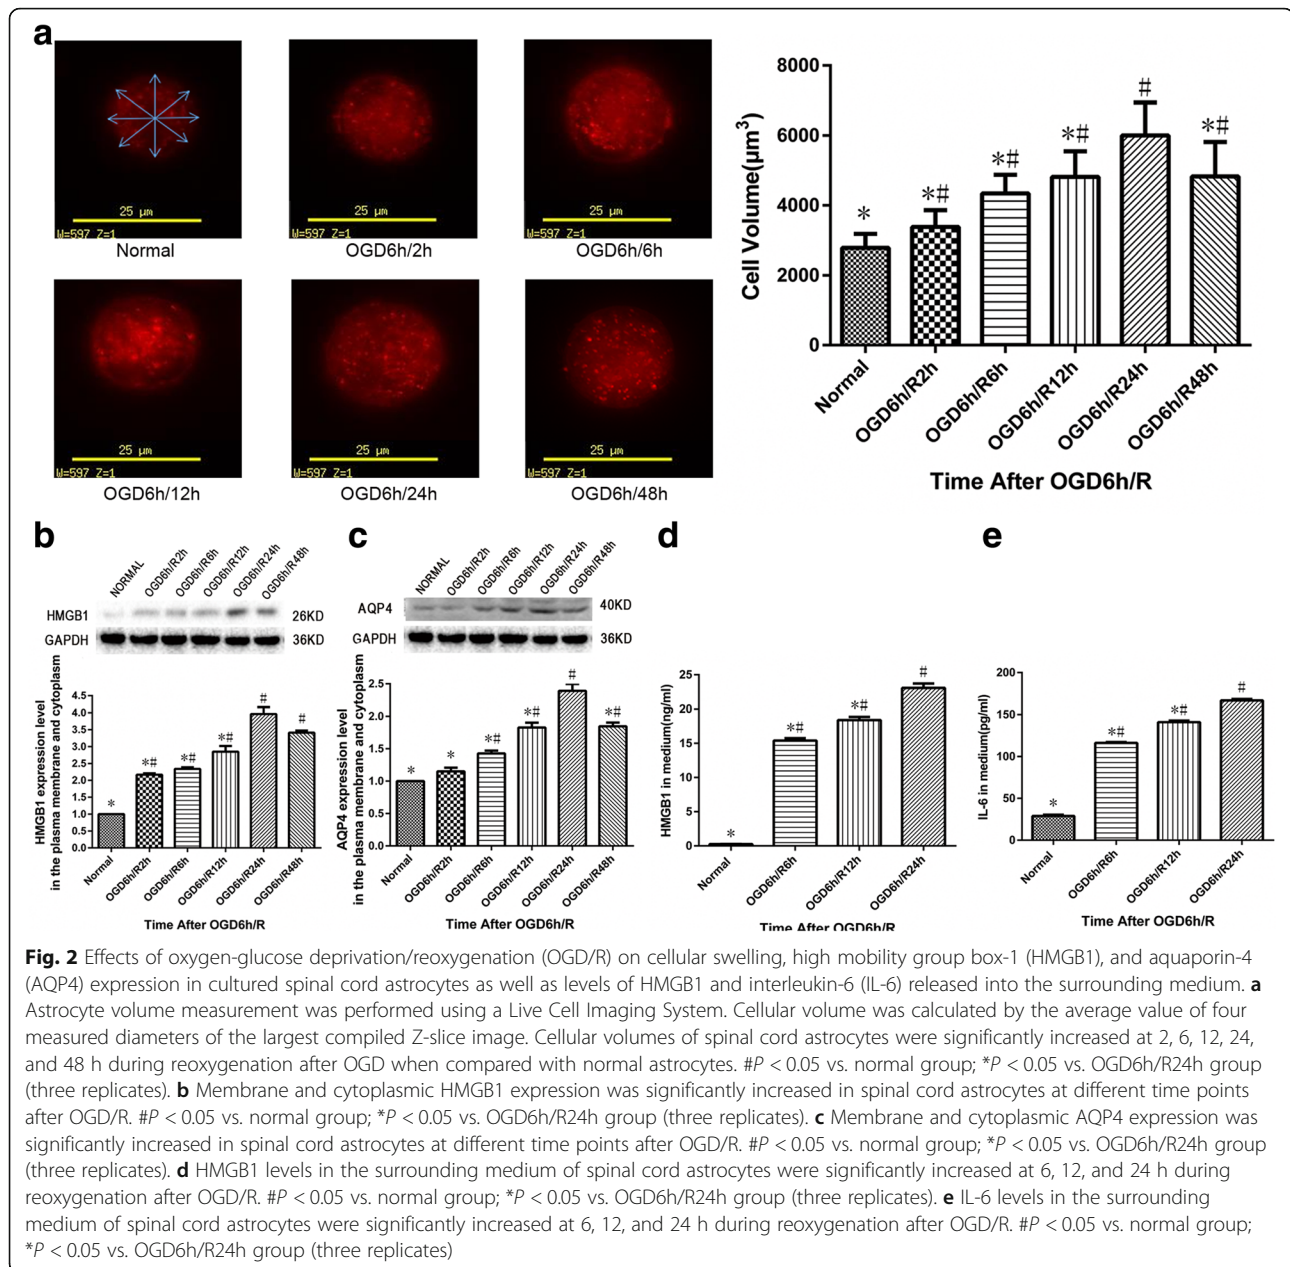 a
25 µm
W=597 Z=1
Normal
25 µm
W=597 Z=1
OGD6h/2h
25 µm
W=597 Z=1
OGD6h/6h
25 µm
W=597 Z=1
OGD6h/12h
25 µm
W=597 Z=1
OGD6h/24h
25 µm
W=597 Z=1
OGD6h/48h
Cell Volume(µm³)
8000
6000
4000
2000
0
*
*#
*#
*#
#
*#
Normal
OGD6h/R2h
OGD6h/R6h
OGD6h/R12h
OGD6h/R24h
OGD6h/R48h
Time After OGD6h/R
b
NORMAL
OGD6h/R2h
OGD6h/R6h
OGD6h/R12h
OGD6h/R24h
OGD6h/R48h
HMGB1
26KD
GAPDH
36KD
HMGB1 expression level
in the plasma membrane and cytoplasm
4.5
4.0
3.5
3.0
2.5
2.0
1.5
1.0
0.5
0.0
*
*#
*#
*#
#
#
Normal
OGD6h/R2h
OGD6h/R6h
OGD6h/R12h
OGD6h/R24h
OGD6h/R48h
Time After OGD6h/R
c
NORMAL
OGD6h/R2h
OGD6h/R6h
OGD6h/R12h
OGD6h/R24h
OGD6h/R48h
AQP4
40KD
GAPDH
36KD
AQP4 expression level
in the plasma membrane and cytoplasm
2.5
2.0
1.5
1.0
0.5
0.0
*
*
*#
*#
#
*#
Normal
OGD6h/R2h
OGD6h/R6h
OGD6h/R12h
OGD6h/R24h
OGD6h/R48h
Time After OGD6h/R
d
HMGB1 in medium(ng/ml)
25
20
15
10
5
0
*
*#
*#
#
Normal
OGD6h/R6h
OGD6h/R12h
OGD6h/R24h
Time After OGD6h/R
e
IL-6 in medium(pg/ml)
200
150
100
50
0
*
*#
*#
#
Normal
OGD6h/R6h
OGD6h/R12h
OGD6h/R24h
Time After OGD6h/R
Fig. 2 Effects of oxygen-glucose deprivation/reoxygenation (OGD/R) on cellular swelling, high mobility group box-1 (HMGB1), and aquaporin-4
(AQP4) expression in cultured spinal cord astrocytes as well as levels of HMGB1 and interleukin-6 (IL-6) released into the surrounding medium. a
Astrocyte volume measurement was performed using a Live Cell Imaging System. Cellular volume was calculated by the average value of four
measured diameters of the largest compiled Z-slice image. Cellular volumes of spinal cord astrocytes were significantly increased at 2, 6, 12, 24,
and 48 h during reoxygenation after OGD when compared with normal astrocytes. #P < 0.05 vs. normal group; *P < 0.05 vs. OGD6h/R24h group
(three replicates). b Membrane and cytoplasmic HMGB1 expression was significantly increased in spinal cord astrocytes at different time points
after OGD/R. #P < 0.05 vs. normal group; *P < 0.05 vs. OGD6h/R24h group (three replicates). c Membrane and cytoplasmic AQP4 expression was
significantly increased in spinal cord astrocytes at different time points after OGD/R. #P < 0.05 vs. normal group; *P < 0.05 vs. OGD6h/R24h group
(three replicates). d HMGB1 levels in the surrounding medium of spinal cord astrocytes were significantly increased at 6, 12, and 24 h during
reoxygenation after OGD/R. #P < 0.05 vs. normal group; *P < 0.05 vs. OGD6h/R24h group (three replicates). e IL-6 levels in the surrounding
medium of spinal cord astrocytes were significantly increased at 6, 12, and 24 h during reoxygenation after OGD/R. #P < 0.05 vs. normal group;
*P < 0.05 vs. OGD6h/R24h group (three replicates)